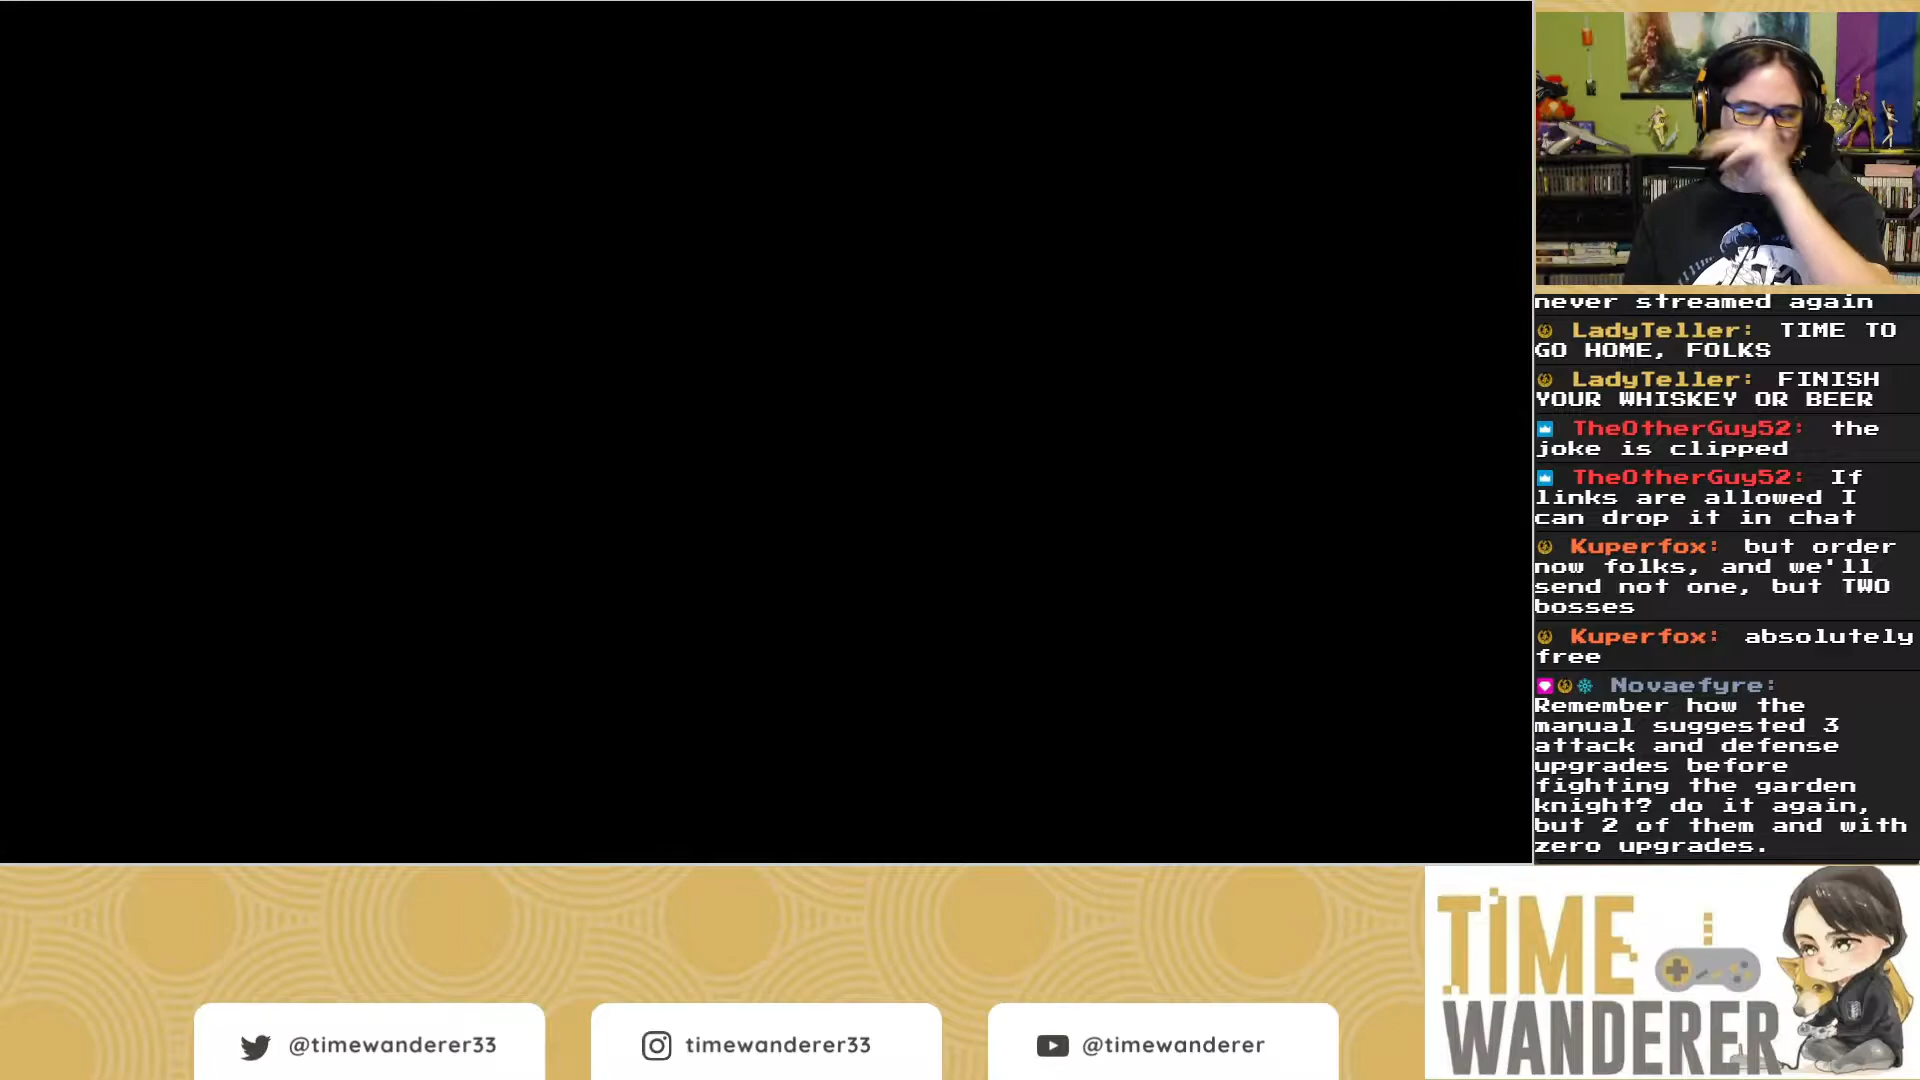 never streamed again
LadyTeller: TIME TO
GO HOME, FOLKS
LadyTeller: FINISH
YOUR WHISKEY OR BEER
TheOtherGuy52: the
joke is clipped
TheOtherGuy52: If
links are allowed I
can drop it in chat
Kuperfox: but order
now folks, and we'll
send not one, but TWO
bosses
Kuperfox: absolutely
free
Novaefyre:
Remember how the
manual suggested 3
attack and defense
upgrades before
fighting the garden
knight? do it again,
but 2 of them and with
zero upgrades.
TIME
WANDERER
@timewanderer33
timewanderer33
@timewanderer